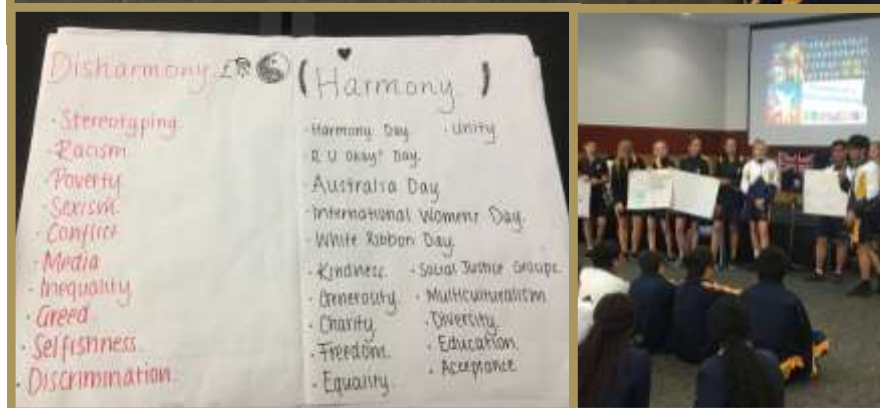 Disharmony
· Stereotyping.
· Racism.
· Poverty
· Sexism.
· Conflict
· Media
· Inequality
· Greed.
· Selfishness.
· Discrimination.
( Harmony )
· Harmony Day
· Unity
· R U Okay? Day.
· Australia Day
· International Womens Day.
· White Ribbon Day.
· Kindness.
· Generosity.
· Charity.
· Freedom.
· Equality.
· Social Justice Groups.
· Multiculturalism
· Diversity.
· Education.
· Acceptance